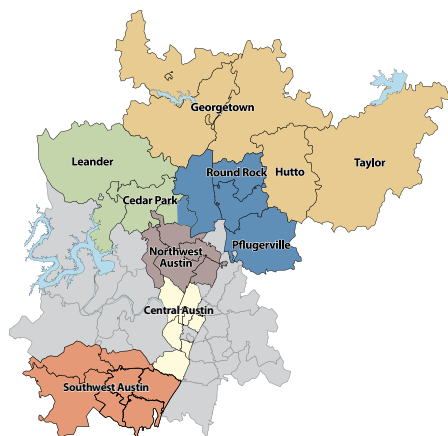 Georgetown
Leander
Round Rock
Hutto
Taylor
Cedar Park
Pflugerville
Northwest
Austin
Central Austin
Southwest Austin